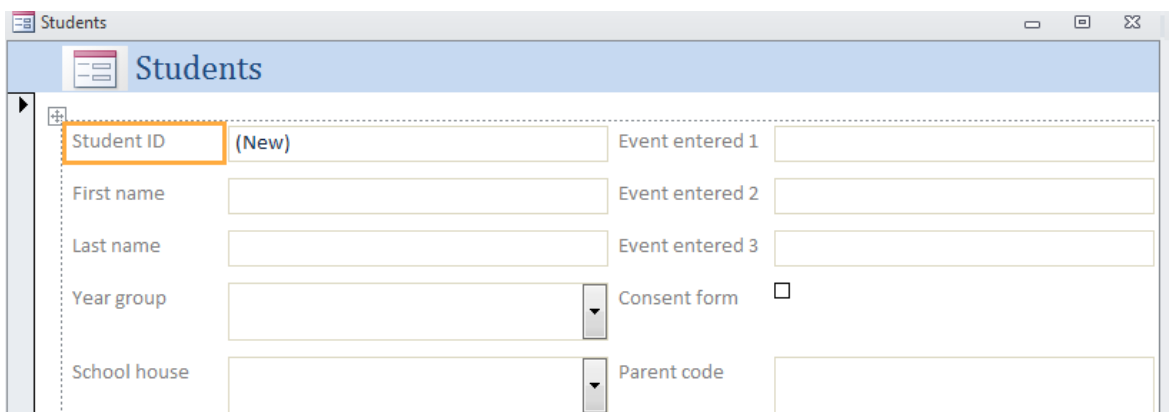 Students
Students
Student ID (New) Event entered 1
First name Event entered 2
Last name Event entered 3
Year group Consent form
School house Parent code